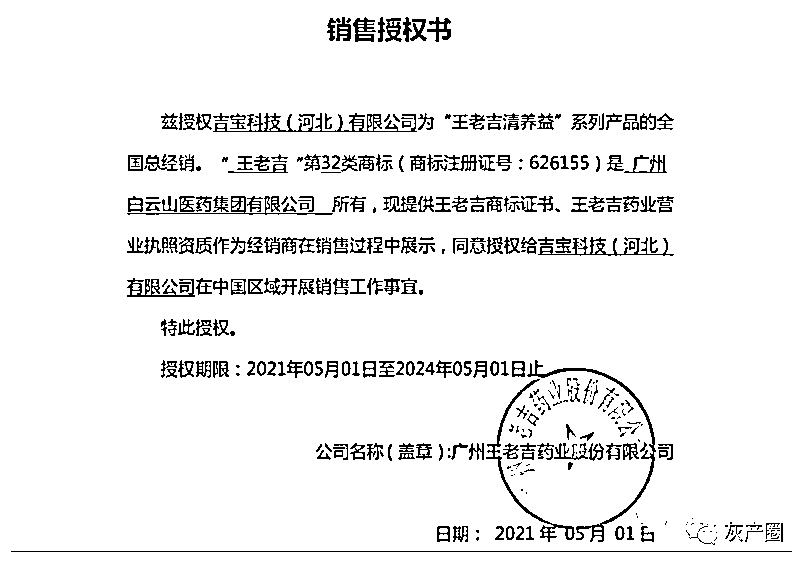 销售授权书
兹授权吉宝科技(河北)有限公司为“王老吉清养益”系列产品的全
国总经销。“ 王老吉 ”第32类商标(商标注册证号:626155)是 广州
白云山医药集团有限公司 所有,现提供王老吉商标证书、王老吉药业营
业执照资质作为经销商在销售过程中展示,同意授权给吉宝科技(河北)
有限公司在中国区域开展销售工作事宜。
特此授权。
授权期限:2021年05月01日至2024年05月01日止
老吉药业股份有限公
公司名称(盖章):广州王老吉药业股份有限公司
日期: 2021 年 05 月 01 日
灰产圈